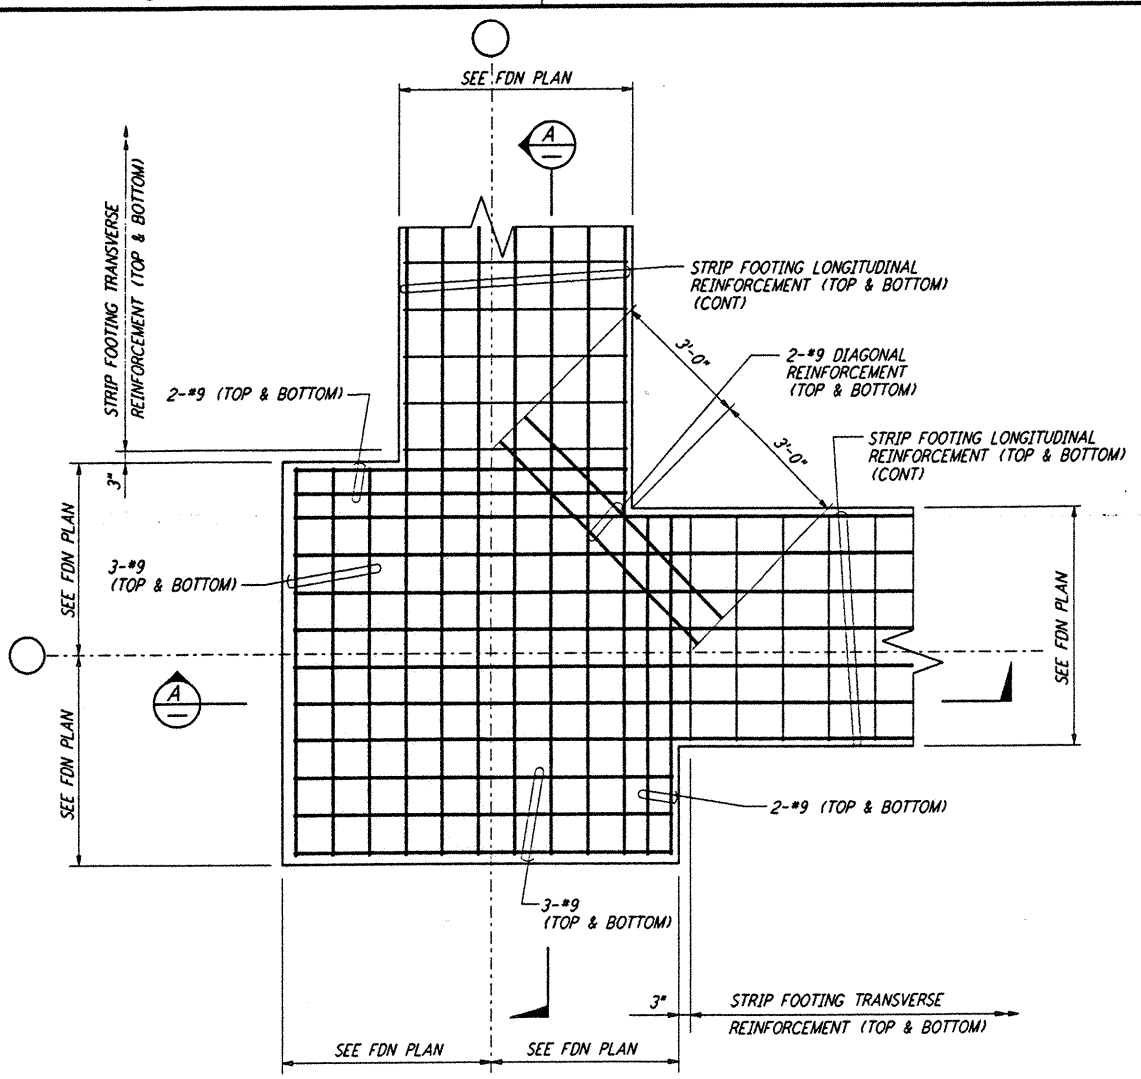 SEE FDN PLAN
A
STRIP FOOTING TRANSVERSE
REINFORCEMENT (TOP & BOTTOM)
STRIP FOOTING LONGITUDINAL
REINFORCEMENT (TOP & BOTTOM)
(CONT)
3'-0"
2-#9 DIAGONAL
REINFORCEMENT
(TOP & BOTTOM)
2-#9 (TOP & BOTTOM)
3'-0"
STRIP FOOTING LONGITUDINAL
REINFORCEMENT (TOP & BOTTOM)
(CONT)
3"
SEE FDN PLAN
3-#9
(TOP & BOTTOM)
SEE FDN PLAN
A
SEE FDN PLAN
2-#9 (TOP & BOTTOM)
3-#9
(TOP & BOTTOM)
3"
STRIP FOOTING TRANSVERSE
REINFORCEMENT (TOP & BOTTOM)
SEE FDN PLAN
SEE FDN PLAN